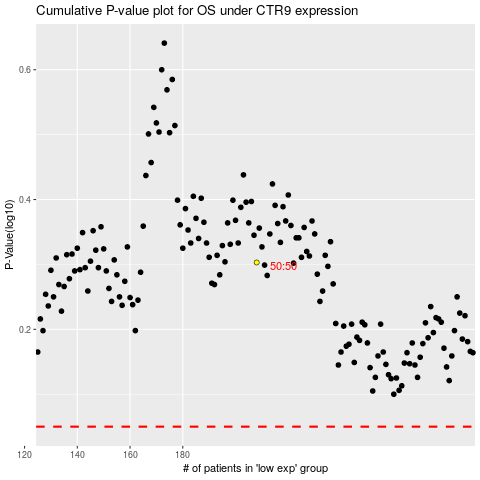 Cumulative P-value plot for OS under CTR9 expression
P-Value(log10)
0.6
0.4
0.2
50:50
120 140 160 180
# of patients in 'low exp' group